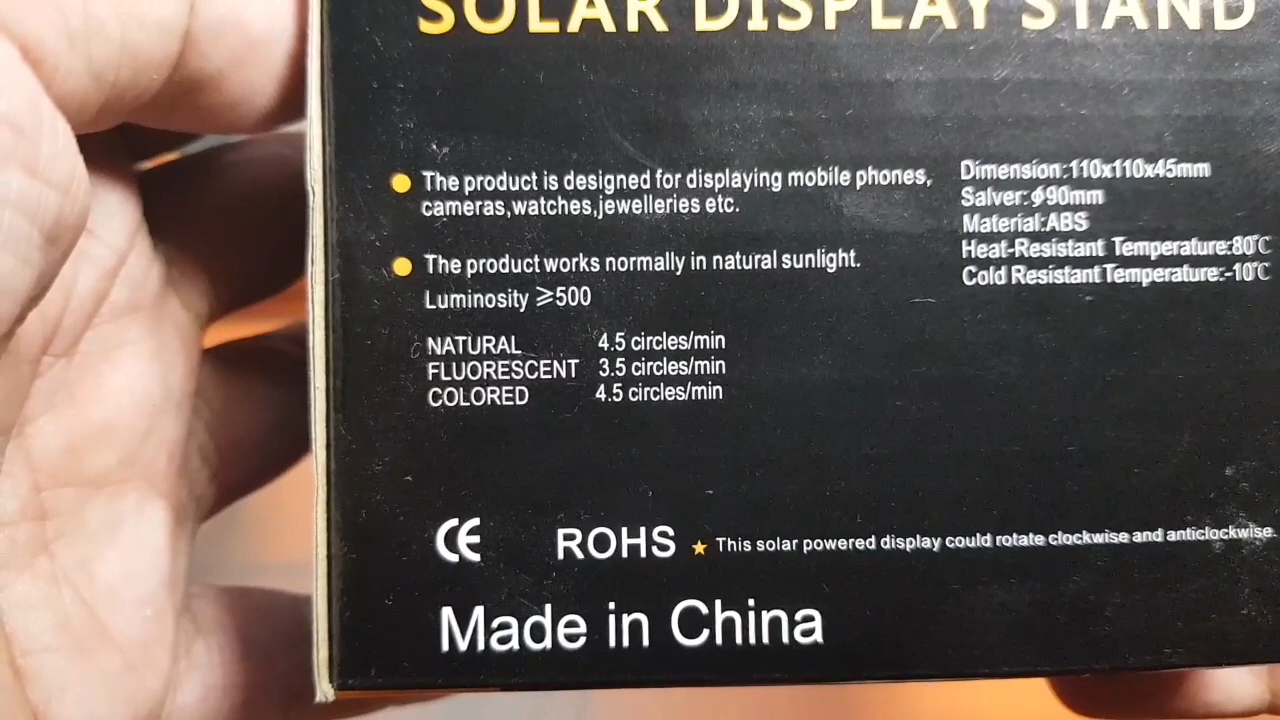 SOLAR DISPLAY STAND
The product is designed for displaying mobile phones,
cameras,watches,jewelleries etc.
The product works normally in natural sunlight.
Luminosity ⩾500
NATURAL 4.5 circles/min
FLUORESCENT 3.5 circles/min
COLORED 4.5 circles/min
Dimension:110x110x45mm
Salver:ϕ90mm
Material:ABS
Heat-Resistant Temperature:80℃
Cold Resistant Temperature:-10℃
CE ROHS ★ This solar powered display could rotate clockwise and anticlockwise.
Made in China